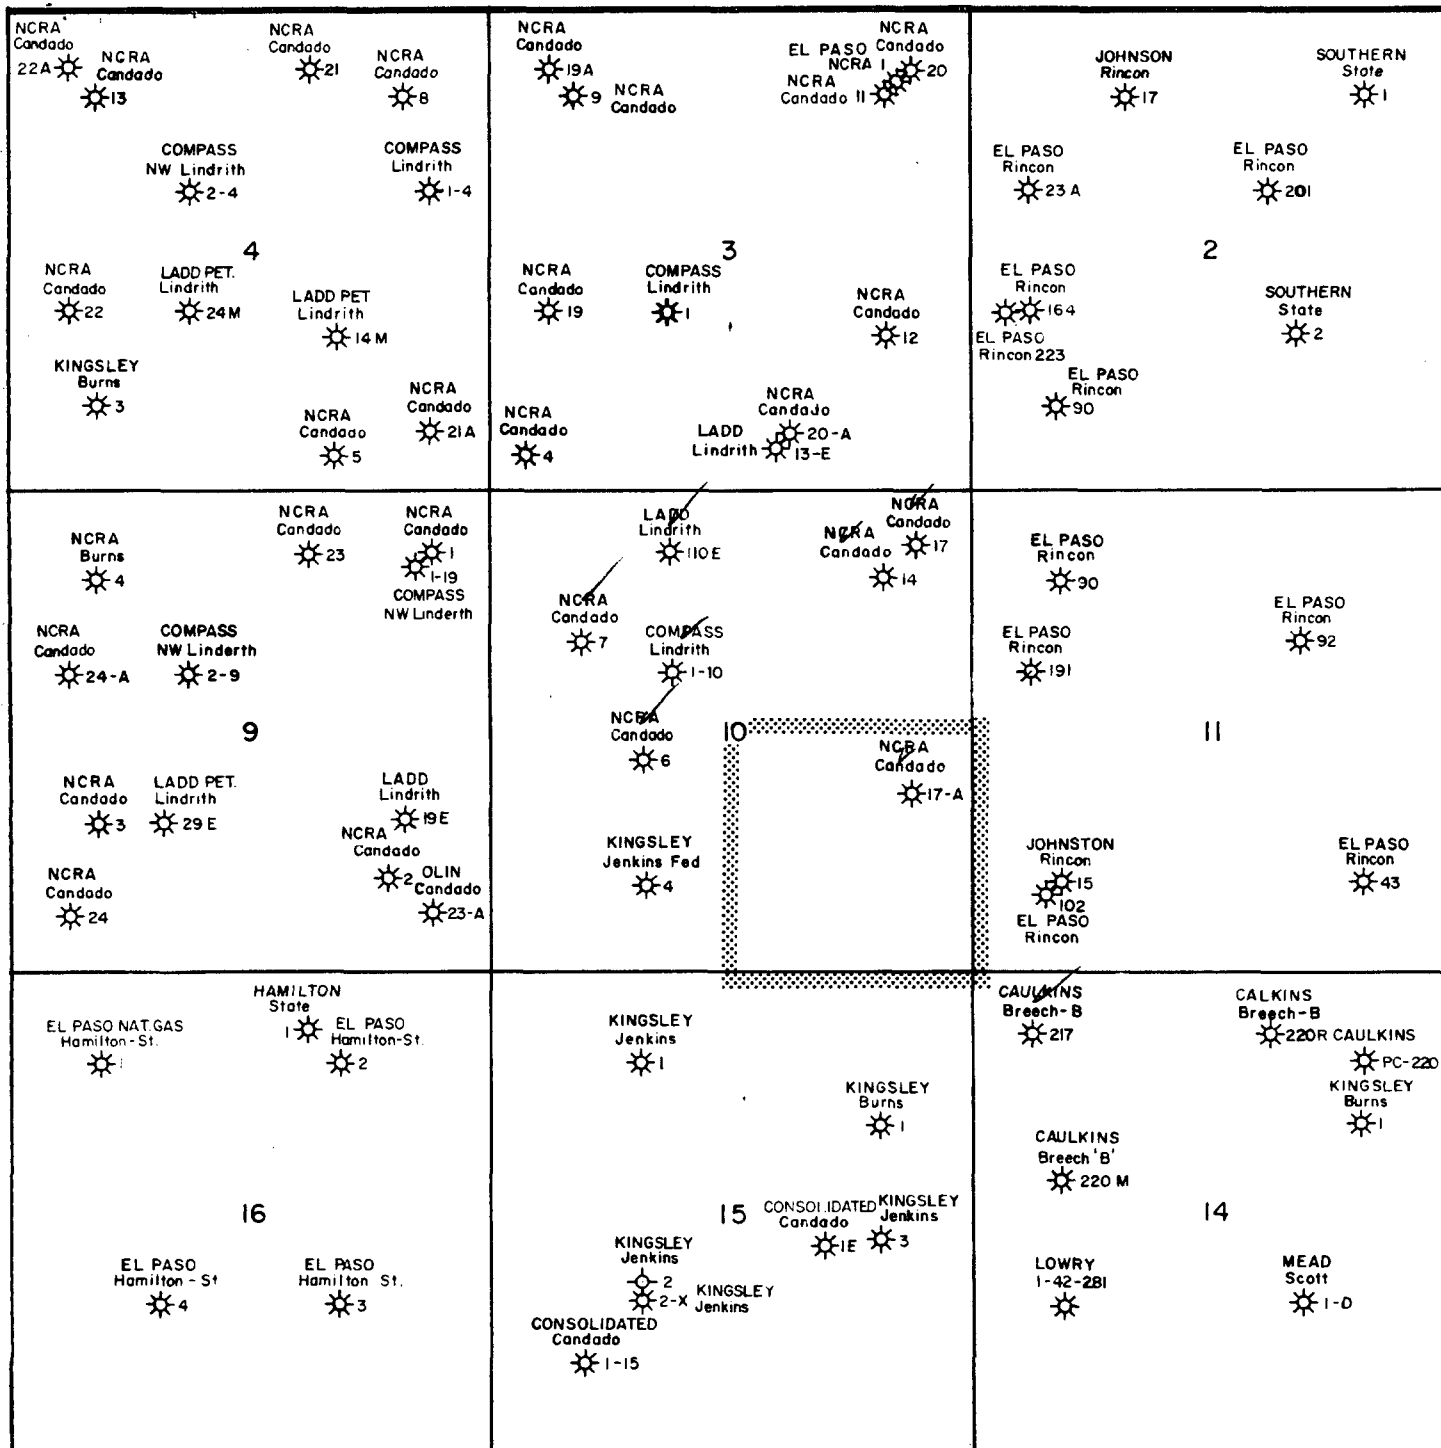 NCRA
Candado
22A
NCRA
Candado
13
NCRA
Candado
21
NCRA
Candado
8
COMPASS
NW Lindrith
2-4
COMPASS
Lindrith
1-4
4
NCRA
Candado
22
LADD PET.
Lindrith
24M
LADD PET
Lindrith
14M
KINGSLEY
Burns
3
NCRA
Candado
5
NCRA
Candado
21A
NCRA
Candado
19A
9
NCRA
Candado
EL PASO
NCRA 1
NCRA
Candado
20
NCRA
Candado 11
3
NCRA
Candado
19
COMPASS
Lindrith
1
NCRA
Candado
12
NCRA
Candado
4
NCRA
Candado
20-A
LADD
Lindrith
13-E
JOHNSON
Rincon
17
SOUTHERN
State
1
EL PASO
Rincon
23 A
EL PASO
Rincon
201
2
EL PASO
Rincon
164
EL PASO
Rincon 223
SOUTHERN
State
2
EL PASO
Rincon
90
NCRA
Burns
4
NCRA
Candado
23
NCRA
Candado
1
1-19
COMPASS
NW Linderth
NCRA
Candado
24-A
COMPASS
NW Linderth
2-9
9
NCRA
Candado
3
LADD PET.
Lindrith
29 E
LADD
Lindrith
19E
NCRA
Candado
2
OLIN
Candado
23-A
NCRA
Candado
24
LADD
Lindrith
110E
NCRA
Candado
14
NCRA
Candado
17
NCRA
Candado
7
COMPASS
Lindrith
1-10
NCRA
Candado
6
10
NCRA
Candado
17-A
KINGSLEY
Jenkins Fed
4
EL PASO
Rincon
90
EL PASO
Rincon
191
EL PASO
Rincon
92
11
JOHNSTON
Rincon
15
102
EL PASO
Rincon
EL PASO
Rincon
43
HAMILTON
State
1
EL PASO NAT. GAS
Hamilton-St.
1
EL PASO
Hamilton-St.
2
16
EL PASO
Hamilton-St
4
EL PASO
Hamilton St.
3
KINGSLEY
Jenkins
1
KINGSLEY
Burns
1
15
CONSOLIDATED
Candado
1E
KINGSLEY
Jenkins
3
KINGSLEY
Jenkins
2
2-X
KINGSLEY
Jenkins
CONSOLIDATED
Candado
1-15
CAULKINS
Breech-B
217
CALKINS
Breech-B
220R
CAULKINS
PC-220
KINGSLEY
Burns
1
CAULKINS
Breech 'B'
220 M
14
LOWRY
1-42-281
MEAD
Scott
1-D